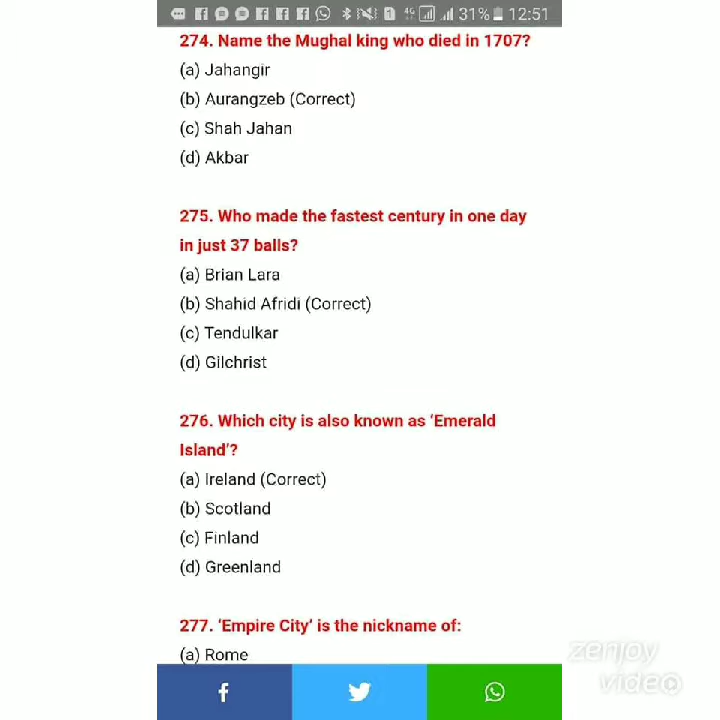 31% 12:51
274. Name the Mughal king who died in 1707?
(a) Jahangir
(b) Aurangzeb (Correct)
(c) Shah Jahan
(d) Akbar
275. Who made the fastest century in one day
in just 37 balls?
(a) Brian Lara
(b) Shahid Afridi (Correct)
(c) Tendulkar
(d) Gilchrist
276. Which city is also known as ‘Emerald
Island’?
(a) Ireland (Correct)
(b) Scotland
(c) Finland
(d) Greenland
277. ‘Empire City’ is the nickname of:
(a) Rome
zenjoy
video